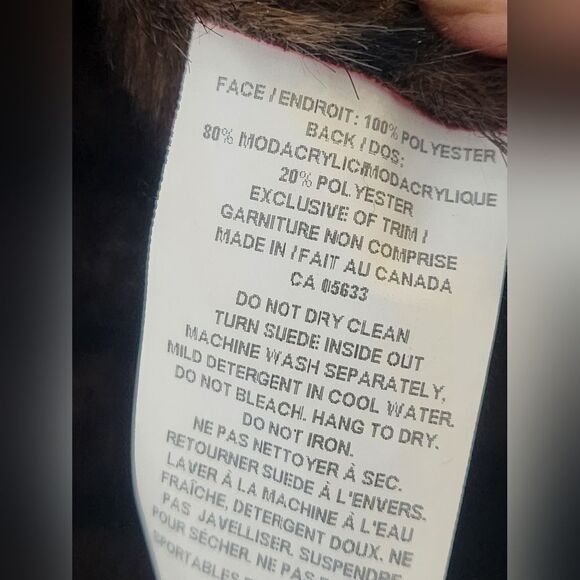 FACE / ENDROIT: 100% POLYESTER
BACK / DOS:
80% MODACRYLIC/MODACRYLIQUE
20% POLYESTER
EXCLUSIVE OF TRIM /
GARNITURE NON COMPRISE
MADE IN / FAIT AU CANADA
CA 05633
DO NOT DRY CLEAN
TURN SUEDE INSIDE OUT
MACHINE WASH SEPARATELY,
MILD DETERGENT IN COOL WATER.
DO NOT BLEACH. HANG TO DRY.
DO NOT IRON.
NE PAS NETTOYER À SEC.
RETOURNER SUEDE À L'ENVERS.
LAVER À LA MACHINE À L'EAU
FRAÎCHE, DETERGENT DOUX. NE
PAS JAVELLISER. SUSPENDRE
POUR SÉCHER. NE PAS